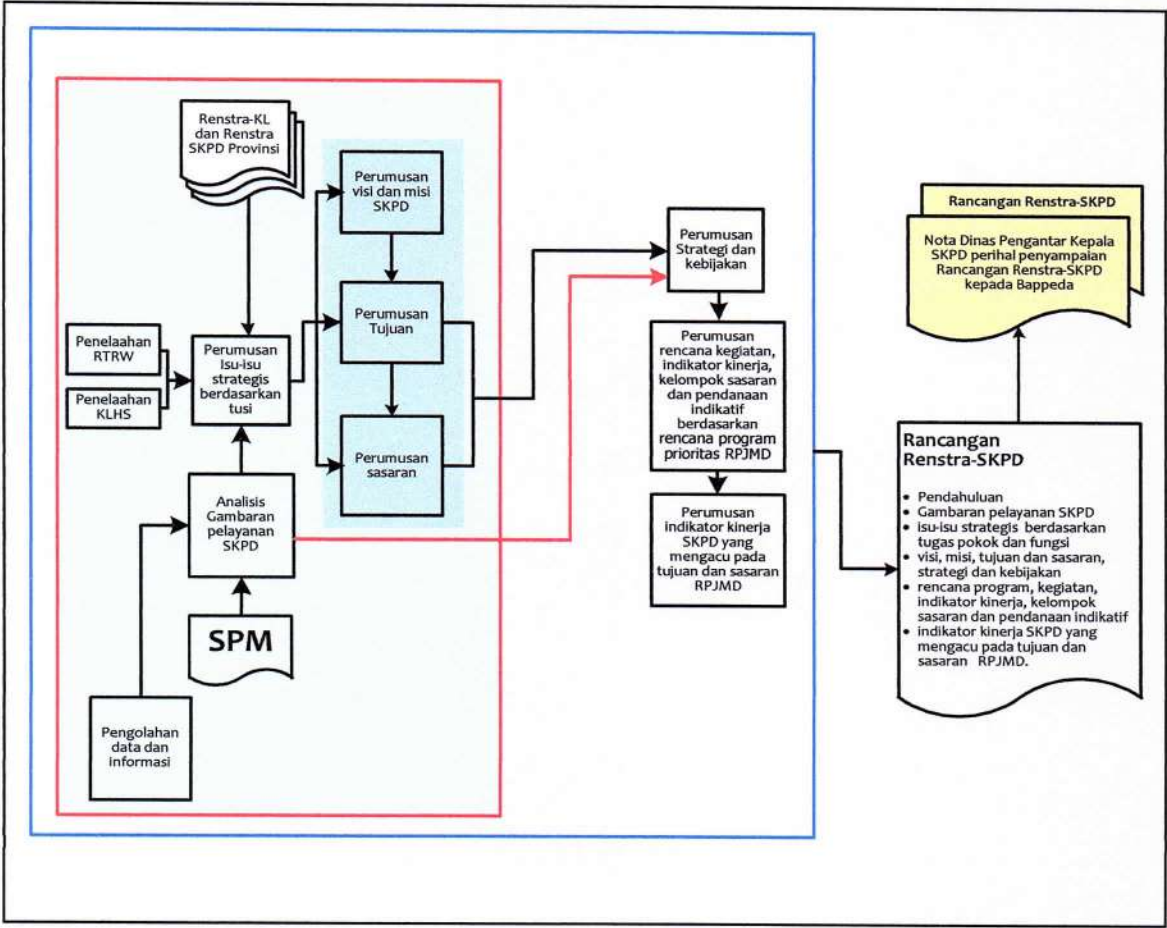 Renstra-KL
dan Renstra
SKPD Provinsi
Perumusan
visi dan misi
SKPD
Perumusan
Tujuan
Perumusan
sasaran
Penelaahan
RTRW
Penelaahan
KLHS
Perumusan
Isu-isu
strategis
berdasarkan
tusi
Analisis
Gambaran
pelayanan
SKPD
SPM
Pengolahan
data dan
informasi
Perumusan
Strategi dan
kebijakan
Perumusan
rencana kegiatan,
indikator kinerja,
kelompok sasaran
dan pendanaan
indikatif
berdasarkan
rencana program
prioritas RPJMD
Perumusan
indikator kinerja
SKPD yang
mengacu pada
tujuan dan sasaran
RPJMD
Rancangan Renstra-SKPD
Nota Dinas Pengantar Kepala
SKPD perihal penyampaian
Rancangan Renstra-SKPD
kepada Bappeda
Rancangan
Renstra-SKPD
• Pendahuluan
• Gambaran pelayanan SKPD
• isu-isu strategis berdasarkan
tugas pokok dan fungsi
• visi, misi, tujuan dan sasaran,
strategi dan kebijakan
• rencana program, kegiatan,
indikator kinerja, kelompok
sasaran dan pendanaan indikatif
• indikator kinerja SKPD yang
mengacu pada tujuan dan
sasaran RPJMD.